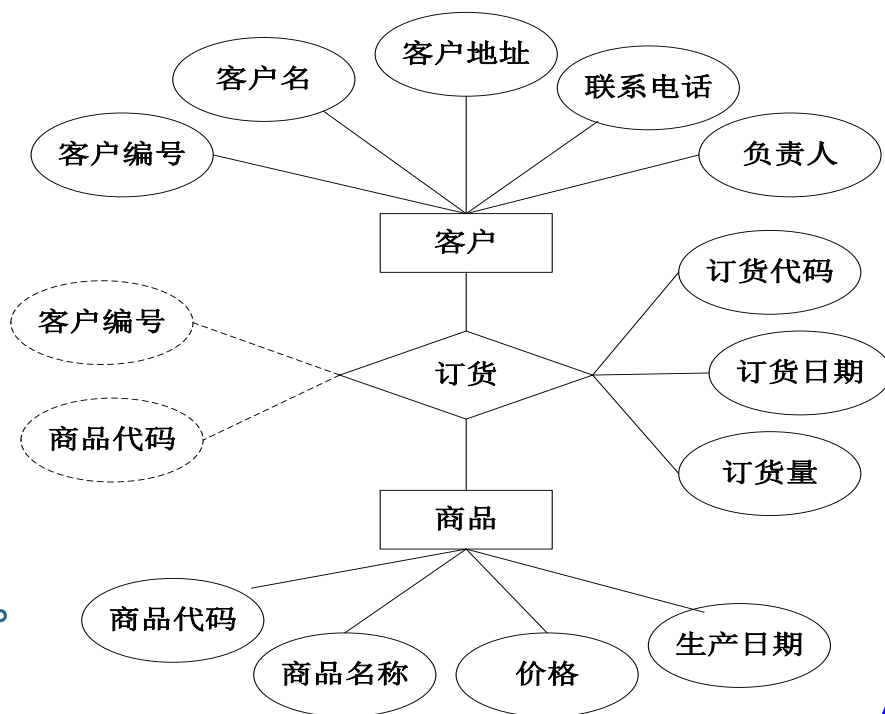 客户地址
客户名
联系电话
客户编号
负责人
客户
订货代码
客户编号
订货
订货日期
商品代码
订货量
商品
商品代码
商品名称
价格
生产日期